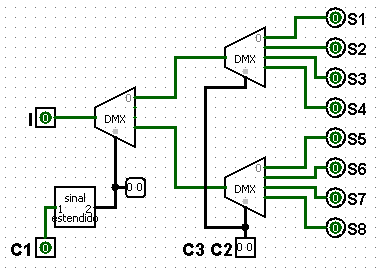 S1
0
S2
DMX
S3
S4
0
I
DMX
S5
0
S6
0 0
DMX
sinal
1 2
estendido
S7
S8
C1
C3 C2
0 0